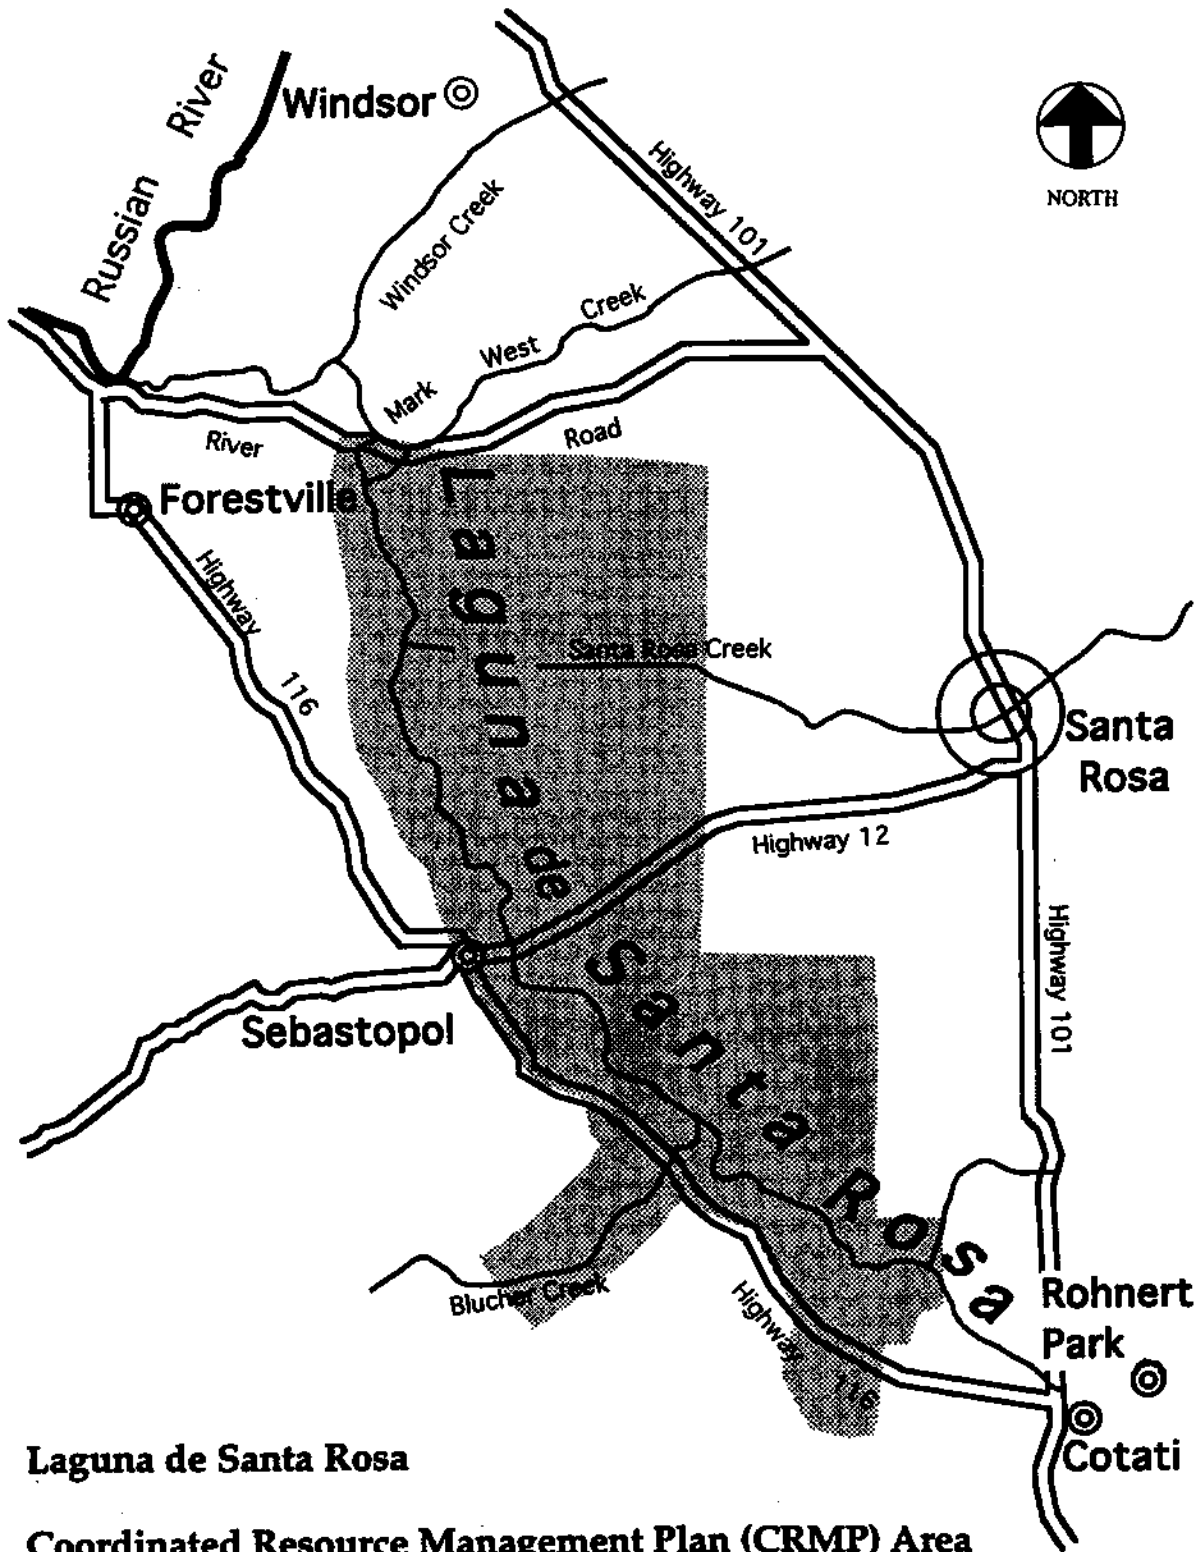 Russian River
Windsor
Highway 101
NORTH
Windsor Creek
Mark West Creek
River Road
Forestville
Highway 116
Laguna de Santa Rosa
Santa Rosa Creek
Santa
Rosa
Highway 12
Highway 101
Sebastopol
Blucher Creek
Highway 116
Rohnert
Park
Cotati
Laguna de Santa Rosa
Coordinated Resource Management Plan (CRMP) Area